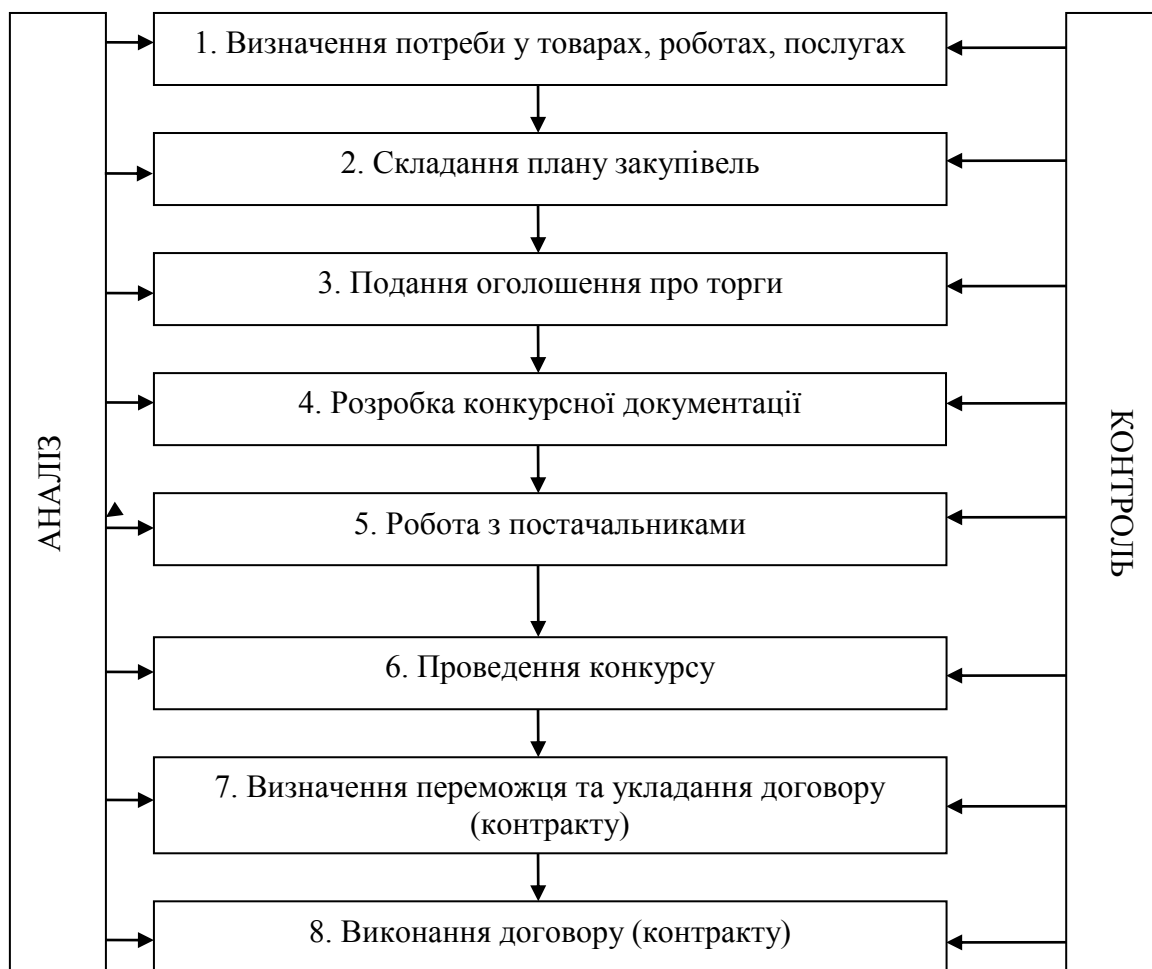 1. Визначення потреби у товарах, роботах, послугах
2. Складання плану закупівель
3. Подання оголошення про торги
4. Розробка конкурсної документації
5. Робота з постачальниками
6. Проведення конкурсу
7. Визначення переможця та укладання договору
(контракту)
8. Виконання договору (контракту)
АНАЛІЗ
КОНТРОЛЬ